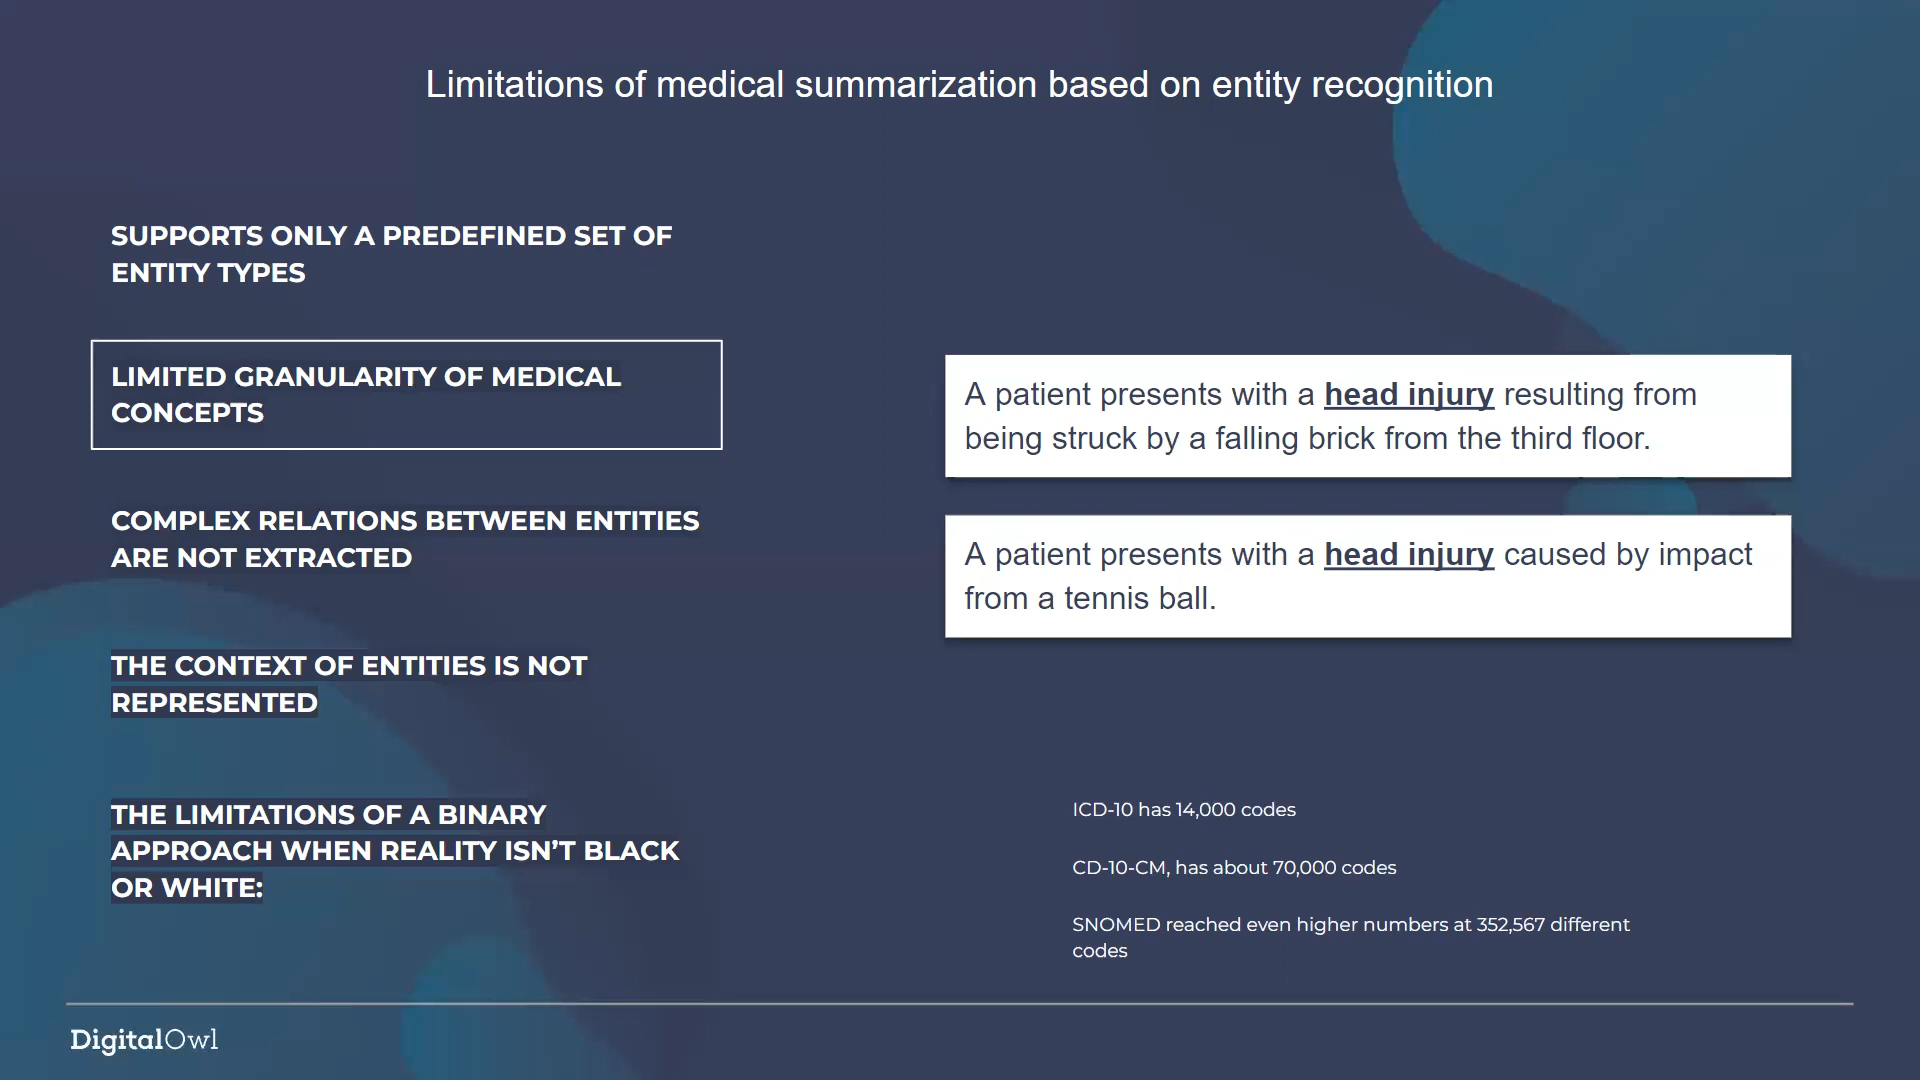 Limitations of medical summarization based on entity recognition
SUPPORTS ONLY A PREDEFINED SET OF
ENTITY TYPES
LIMITED GRANULARITY OF MEDICAL
CONCEPTS
COMPLEX RELATIONS BETWEEN ENTITIES
ARE NOT EXTRACTED
THE CONTEXT OF ENTITIES IS NOT
REPRESENTED
THE LIMITATIONS OF A BINARY
APPROACH WHEN REALITY ISN’T BLACK
OR WHITE:
A patient presents with a head injury resulting from
being struck by a falling brick from the third floor.
A patient presents with a head injury caused by impact
from a tennis ball.
ICD-10 has 14,000 codes
CD-10-CM, has about 70,000 codes
SNOMED reached even higher numbers at 352,567 different
codes
DigitalOwl